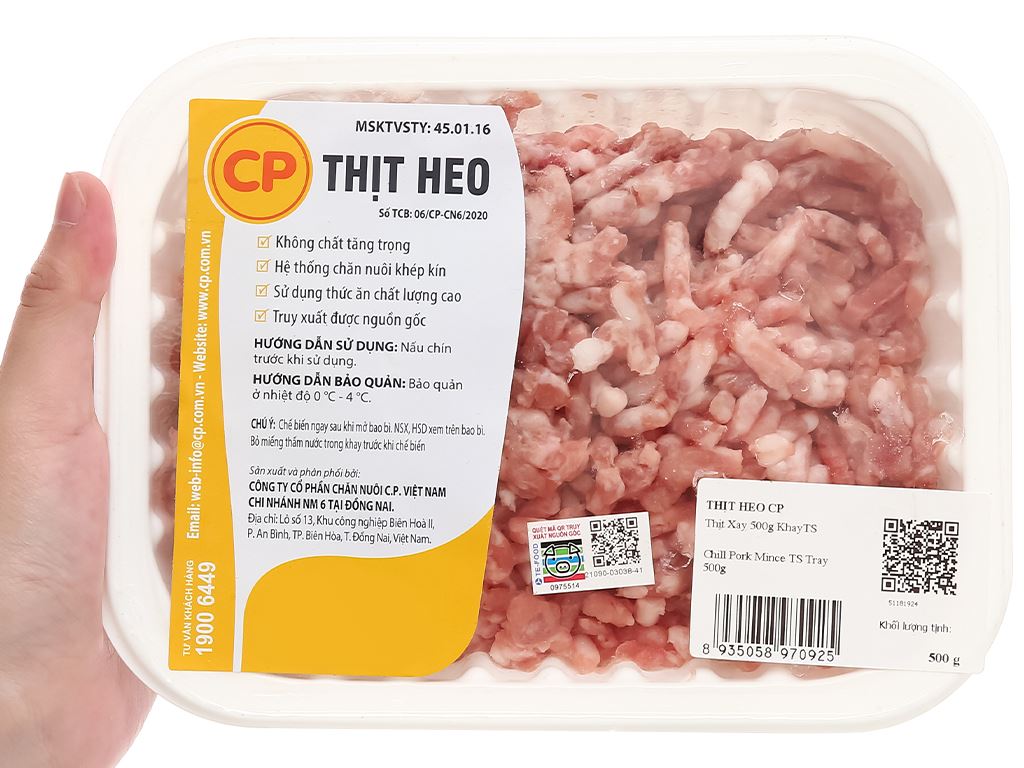 MSKTVSTY: 45.01.16
CP
THỊT HEO
Số TCB: 06/CP-CN6/2020
Không chất tăng trọng
Hệ thống chăn nuôi khép kín
Sử dụng thức ăn chất lượng cao
Truy xuất được nguồn gốc
HƯỚNG DẪN SỬ DỤNG: Nấu chín
trước khi sử dụng.
HƯỚNG DẪN BẢO QUẢN: Bảo quản
ở nhiệt độ 0 °C - 4 °C.
CHÚ Ý: Chế biến ngay sau khi mở bao bì. NSX, HSD xem trên bao bì.
Bỏ miếng thấm nước trong khay trước khi chế biến
Sản xuất và phân phối bởi:
CÔNG TY CỔ PHẦN CHĂN NUÔI C.P. VIỆT NAM
CHI NHÁNH NM 6 TẠI ĐỒNG NAI.
Địa chỉ: Lô số 13, Khu công nghiệp Biên Hoà II,
P. An Bình, TP. Biên Hòa, T. Đồng Nai, Việt Nam.
Email: web-info@cp.com.vn - Website: www.cp.com.vn
TƯ VẤN KHÁCH HÀNG
1900 6449
QUÉT MÃ QR TRUY
XUẤT NGUỒN GỐC
TE-FOOD
21090-03038-41
0975514
THỊT HEO CP
Thịt Xay 500g KhayTS
Chill Pork Mince TS Tray
500g
51181924
Khối lượng tịnh:
500 g
8 935058 970925